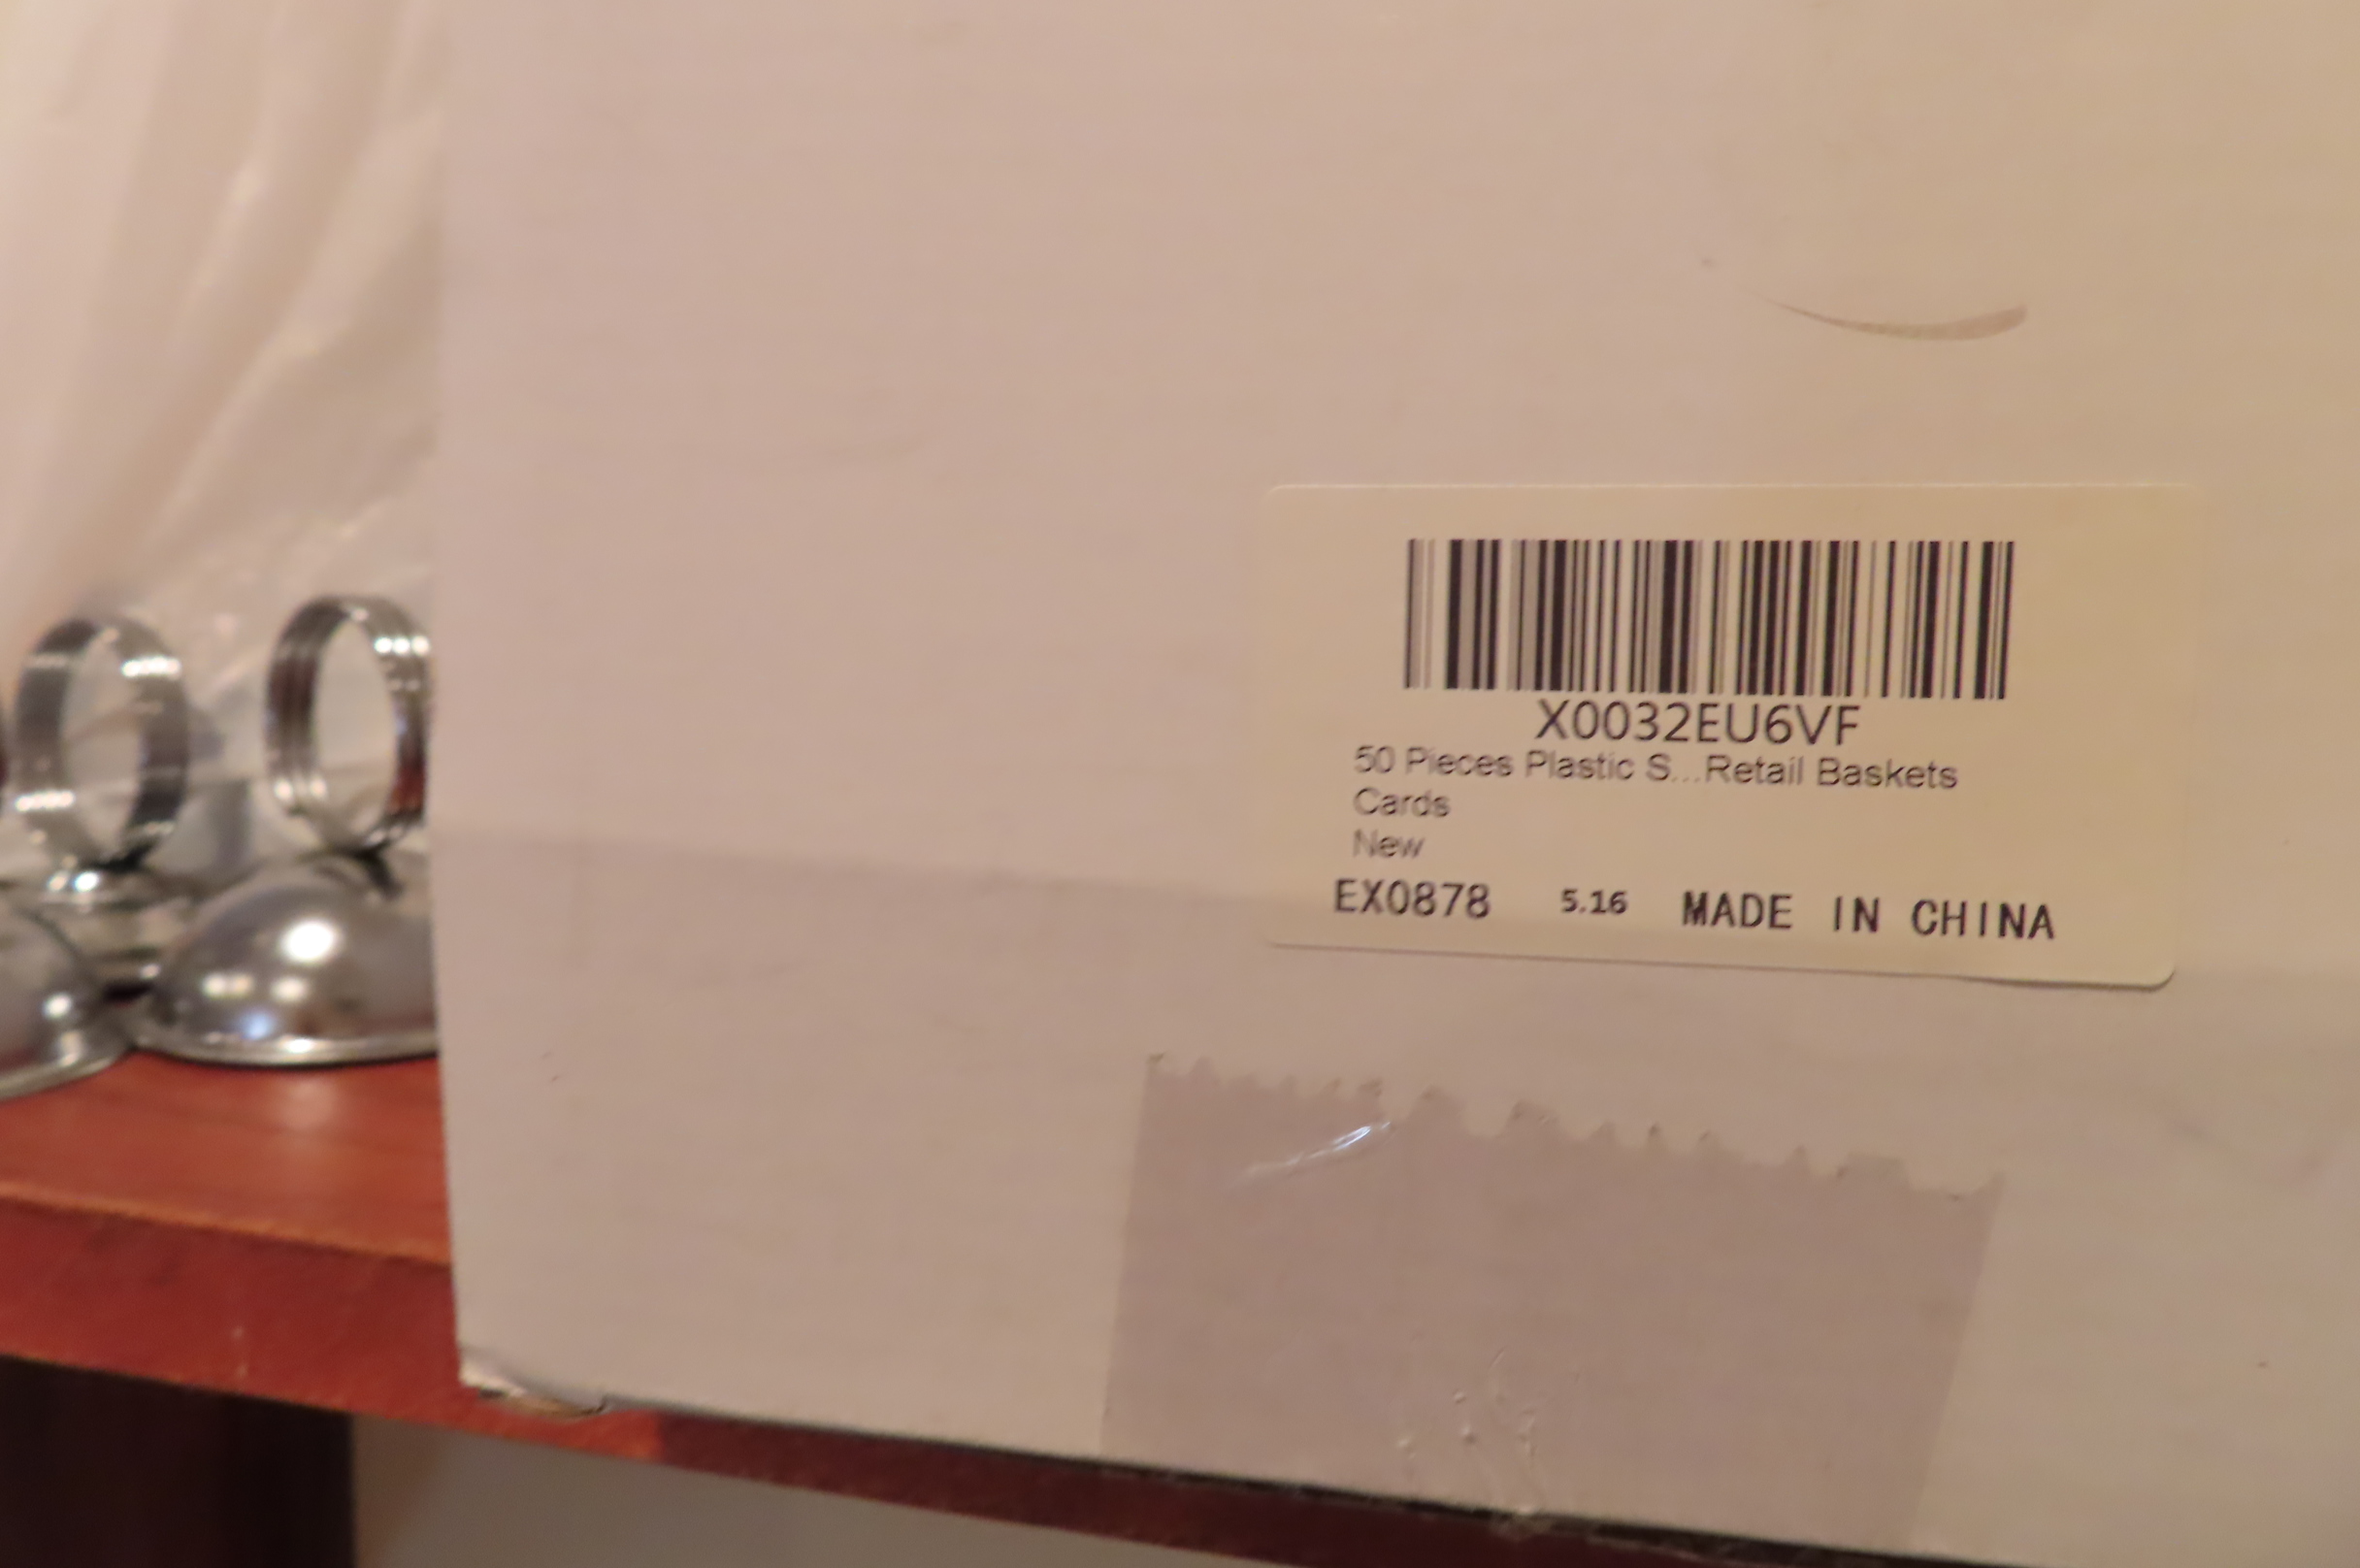 X0032EU6VF
50 Pieces Plastic S...Retail Baskets
Cards
New
EX0878 5.16 MADE IN CHINA